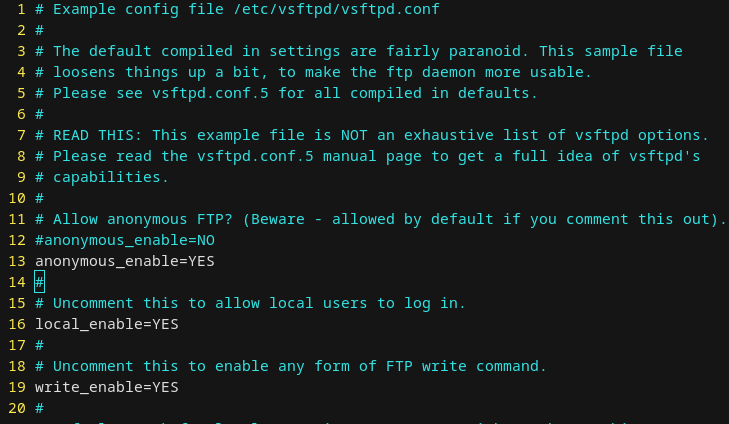 1 # Example config file /etc/vsftpd/vsftpd.conf
2 #
3 # The default compiled in settings are fairly paranoid. This sample file
4 # loosens things up a bit, to make the ftp daemon more usable.
5 # Please see vsftpd.conf.5 for all compiled in defaults.
6 #
7 # READ THIS: This example file is NOT an exhaustive list of vsftpd options.
8 # Please read the vsftpd.conf.5 manual page to get a full idea of vsftpd's
9 # capabilities.
10 #
11 # Allow anonymous FTP? (Beware - allowed by default if you comment this out).
12 #anonymous_enable=NO
13 anonymous_enable=YES
14 #
15 # Uncomment this to allow local users to log in.
16 local_enable=YES
17 #
18 # Uncomment this to enable any form of FTP write command.
19 write_enable=YES
20 #